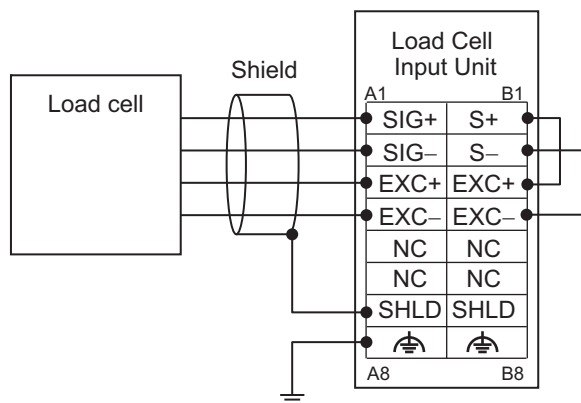 Load Cell
Input Unit
Shield
Load cell
A1 B1
SIG+ S+
SIG− S−
EXC+ EXC+
EXC− EXC−
NC NC
NC NC
SHLD SHLD
A8 B8